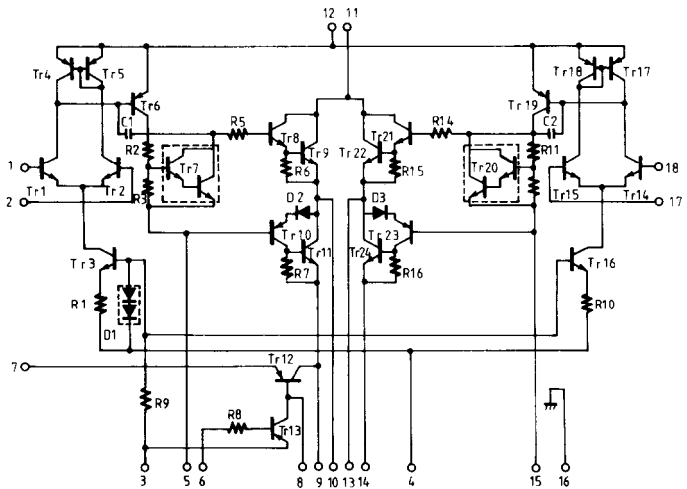 12 11
Tr4 Tr5 Tr18 Tr17
Tr6 Tr19
C1 R5 R14 C2
R2 Tr7 Tr8 Tr9 Tr21 Tr22 Tr20 R11
1 R6 R15 18
Tr1 Tr2 Tr15 Tr14
2 R3 D2 D3 17
Tr10 Tr23
Tr3 Tr11 Tr24 Tr16
R7 R16
R1 D1 R10
7 Tr12
R9 R8 Tr13
3 5 6 8 9 10 13 14 4 15 16